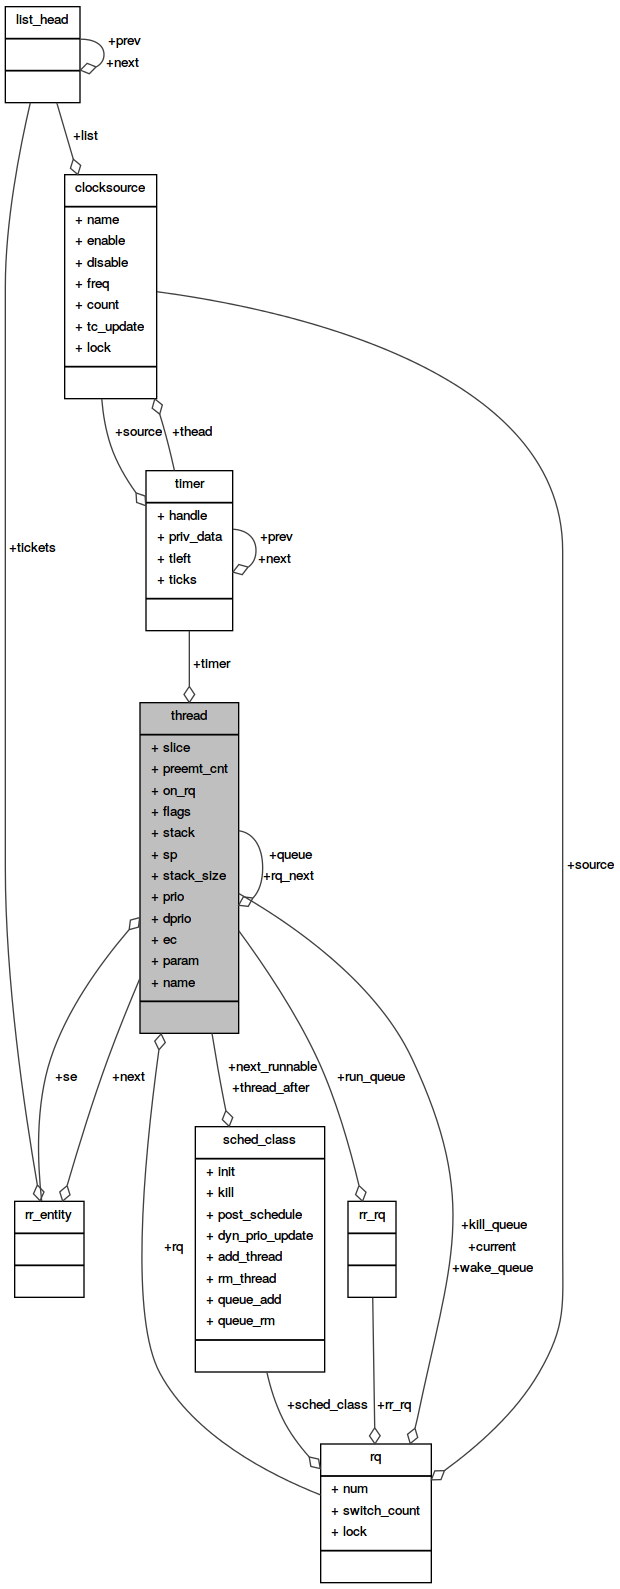 list_head
+prev
+next
+list
clocksource
+ name
+ enable
+ disable
+ freq
+ count
+ tc_update
+ lock
+source
+thead
timer
+ handle
+ priv_data
+ tleft
+ ticks
+prev
+next
+tickets
+timer
thread
+ slice
+ preemt_cnt
+ on_rq
+ flags
+ stack
+ sp
+ stack_size
+ prio
+ dprio
+ ec
+ param
+ name
+queue
+rq_next
+source
+se
+next
+next_runnable
+thread_after
+run_queue
sched_class
+ init
+ kill
+ post_schedule
+ dyn_prio_update
+ add_thread
+ rm_thread
+ queue_add
+ queue_rm
rr_entity
rr_rq
+rq
+kill_queue
+current
+wake_queue
+sched_class
+rr_rq
rq
+ num
+ switch_count
+ lock